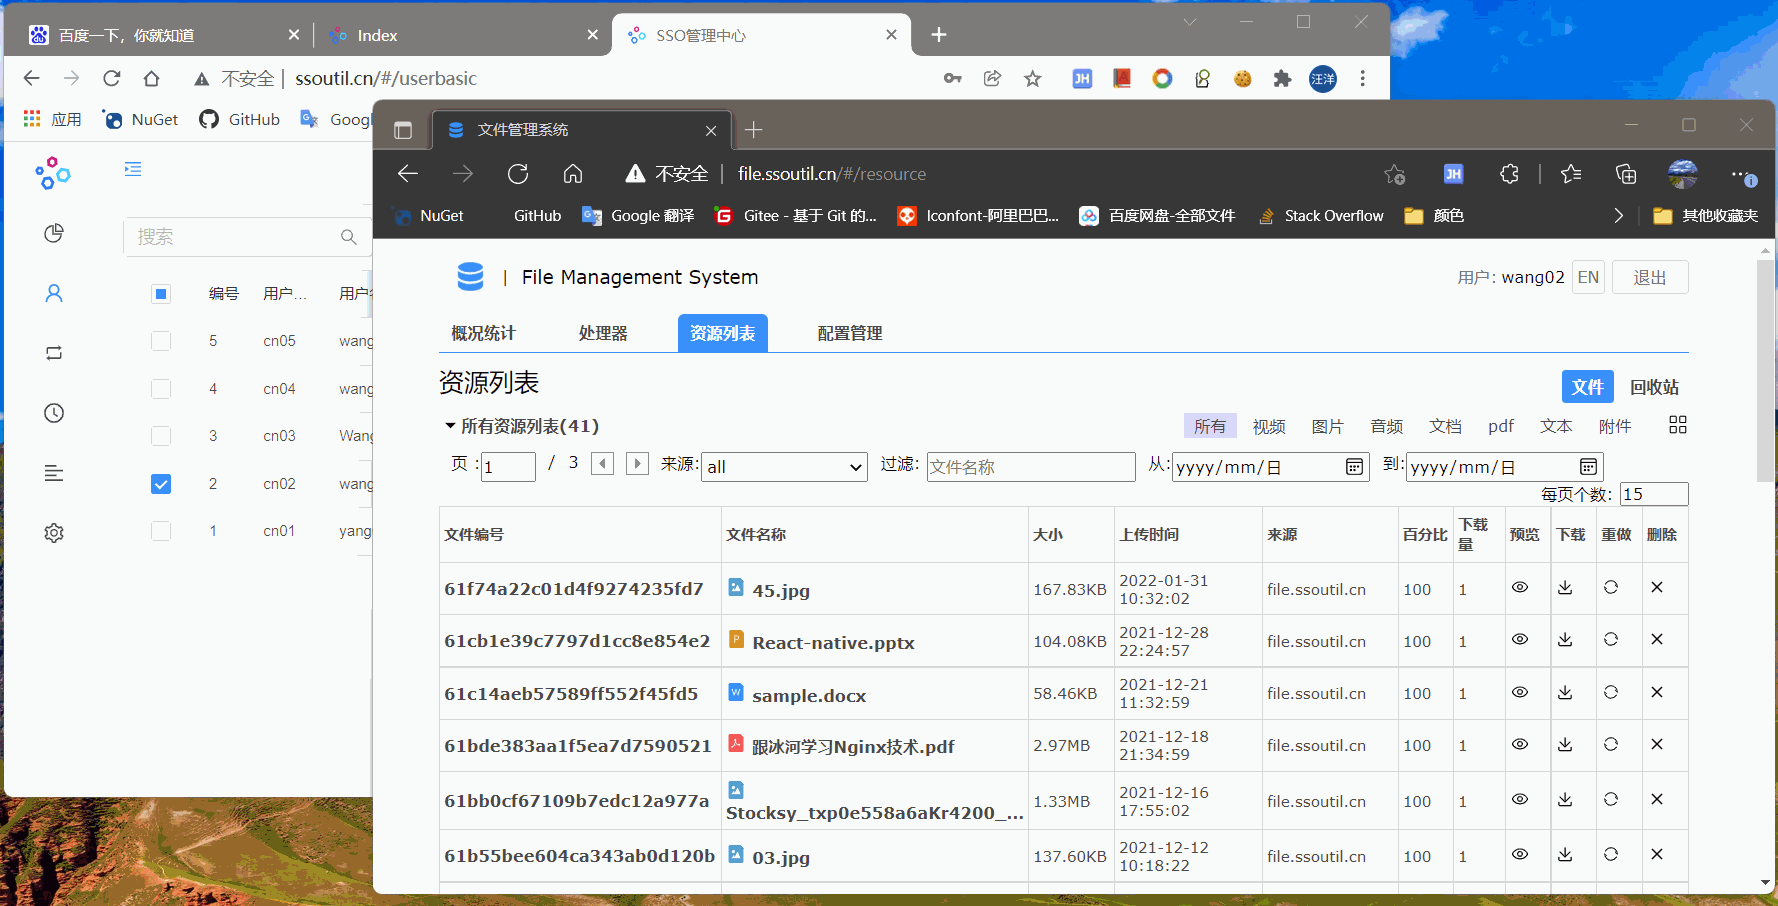 百度一下，你就知道
Index
SSO管理中心
不安全 | ssoutil.cn/#/userbasic
JH
汪洋
应用
NuGet
GitHub
搜索
编号 用户...
5 cn05 wang
4 cn04 wang
3 cn03
2 cn02 wang
1 cn01 yang
文件管理系统
不安全 | file.ssoutil.cn/#/resource
JH
NuGet GitHub Google 翻译 Gitee - 基于 Git 的... Iconfont-阿里巴巴... 百度网盘-全部文件 Stack Overflow 颜色 其他收藏夹
| File Management System
用户: wang02 EN 退出
概况统计 处理器 资源列表 配置管理
资源列表
文件 回收站
所有资源列表(41)
所有 视频 图片 音频 文档 pdf 文本 附件
页 :1 / 3 来源: all 过滤: 文件名称 从: yyyy/mm/日 到: yyyy/mm/日
每页个数: 15
文件编号 文件名称 大小 上传时间 来源 百分比 下载量 预览 下载 重做 删除
61f74a22c01d4f9274235fd7 45.jpg 167.83KB 2022-01-31 10:32:02 file.ssoutil.cn 100 1
61cb1e39c7797d1cc8e854e2 React-native.pptx 104.08KB 2021-12-28 22:24:57 file.ssoutil.cn 100 1
61c14aeb57589ff552f45fd5 sample.docx 58.46KB 2021-12-21 11:32:59 file.ssoutil.cn 100 1
61bde383aa1f5ea7d7590521 跟冰河学习Nginx技术.pdf 2.97MB 2021-12-18 21:34:59 file.ssoutil.cn 100 1
61bb0cf67109b7edc12a977a Stocksy_txp0e558a6aKr4200_... 1.33MB 2021-12-16 17:55:02 file.ssoutil.cn 100 1
61b55bee604ca343ab0d120b 03.jpg 137.60KB 2021-12-12 10:18:22 file.ssoutil.cn 100 1